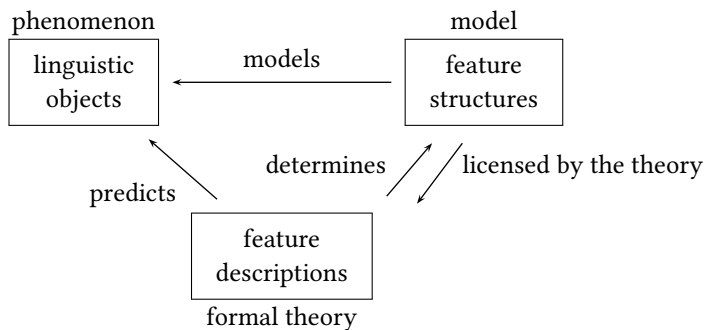 phenomenon
model
linguistic
objects
models
feature
structures
predicts
determines
licensed by the theory
feature
descriptions
formal theory